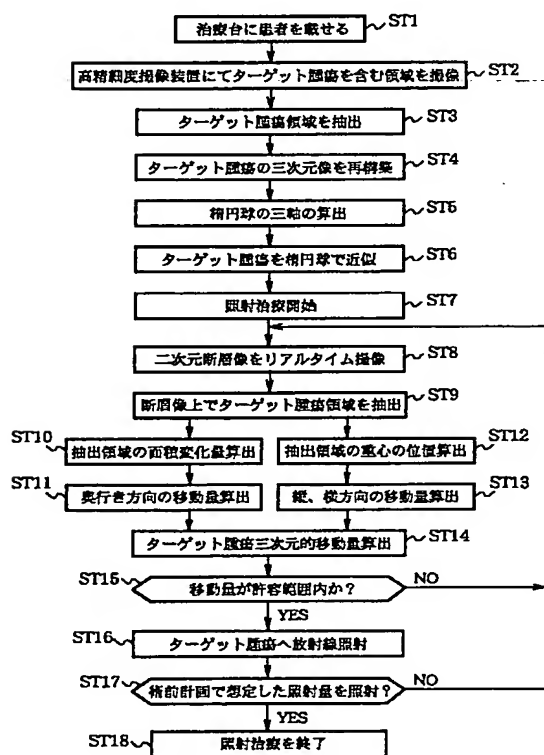 治療台に患者を載せる ST1
高精細度撮像装置にてターゲット腫瘍を含む領域を撮像 ST2
ターゲット腫瘍領域を抽出 ST3
ターゲット腫瘍の三次元像を再構築 ST4
楕円球の三軸の算出 ST5
ターゲット腫瘍を楕円球で近似 ST6
照射治療開始 ST7
二次元断層像をリアルタイム撮像 ST8
断層像上でターゲット腫瘍領域を抽出 ST9
ST10 抽出領域の面積変化量算出 抽出領域の重心の位置算出 ST12
ST11 奥行き方向の移動量算出 縦、横方向の移動量算出 ST13
ターゲット腫瘍三次元的移動量算出 ST14
ST15 移動量が許容範囲内か? NO
YES
ST16 ターゲット腫瘍へ放射線照射
ST17 術前計画で想定した照射量を照射? NO
YES
ST18 照射治療を終了